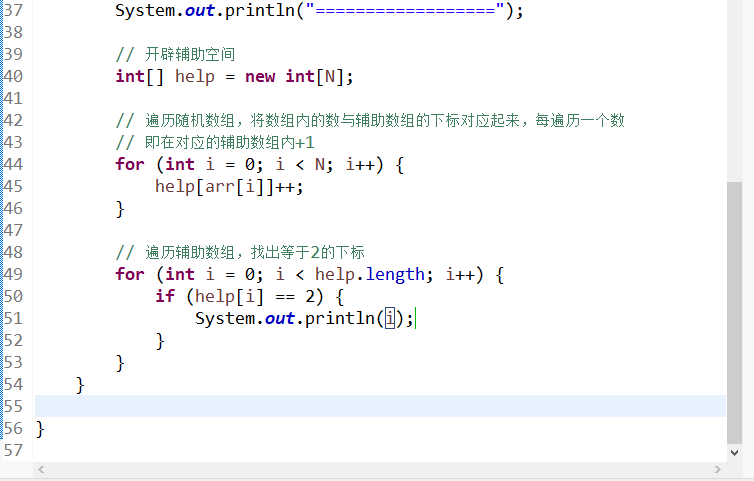 37 System.out.println("==================");
38
39 // 开辟辅助空间
40 int[] help = new int[N];
41
42 // 遍历随机数组，将数组内的数与辅助数组的下标对应起来，每遍历一个数
43 // 即在对应的辅助数组内+1
44 for (int i = 0; i < N; i++) {
45 help[arr[i]]++;
46 }
47
48 // 遍历辅助数组，找出等于2的下标
49 for (int i = 0; i < help.length; i++) {
50 if (help[i] == 2) {
51 System.out.println(i);
52 }
53 }
54 }
55
56 }
57